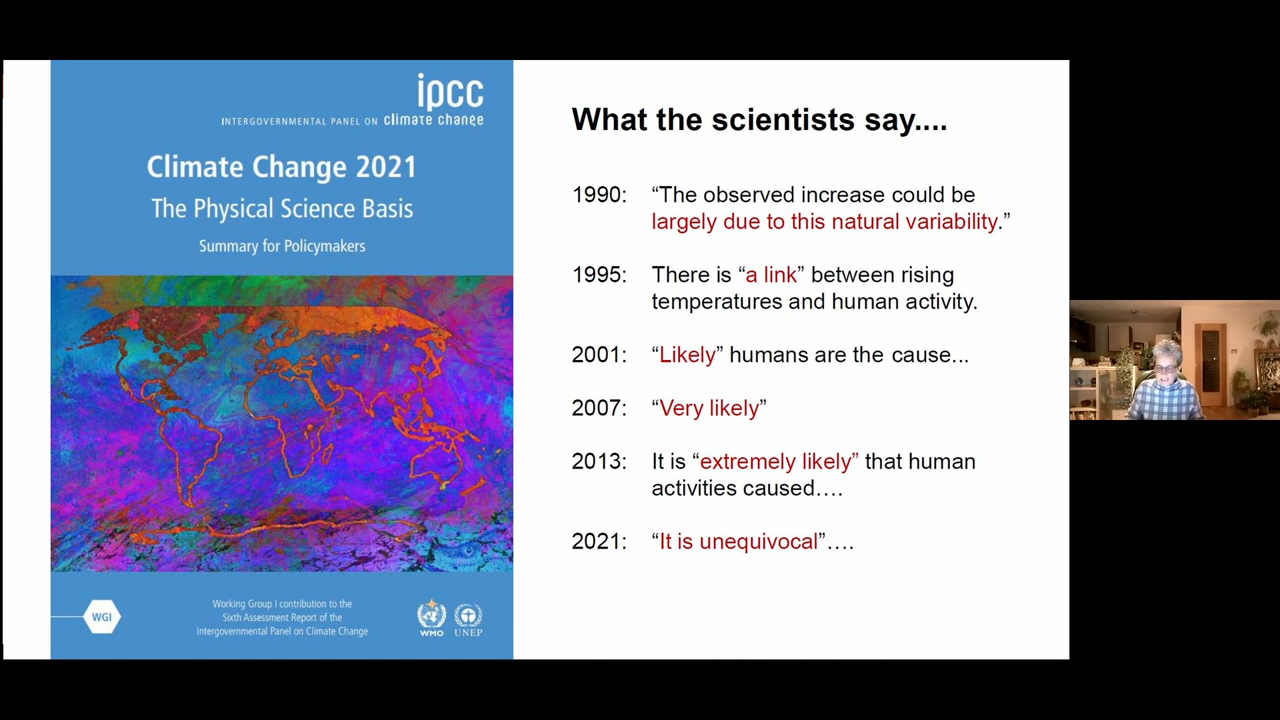 ipcc
INTERGOVERNMENTAL PANEL ON climate change
Climate Change 2021
The Physical Science Basis
Summary for Policymakers
WGI
Working Group I contribution to the
Sixth Assessment Report of the
Intergovernmental Panel on Climate Change
WMO
UNEP
What the scientists say....
1990: “The observed increase could be
largely due to this natural variability.”
1995: There is “a link” between rising
temperatures and human activity.
2001: “Likely” humans are the cause...
2007: “Very likely”
2013: It is “extremely likely” that human
activities caused….
2021: “It is unequivocal”….